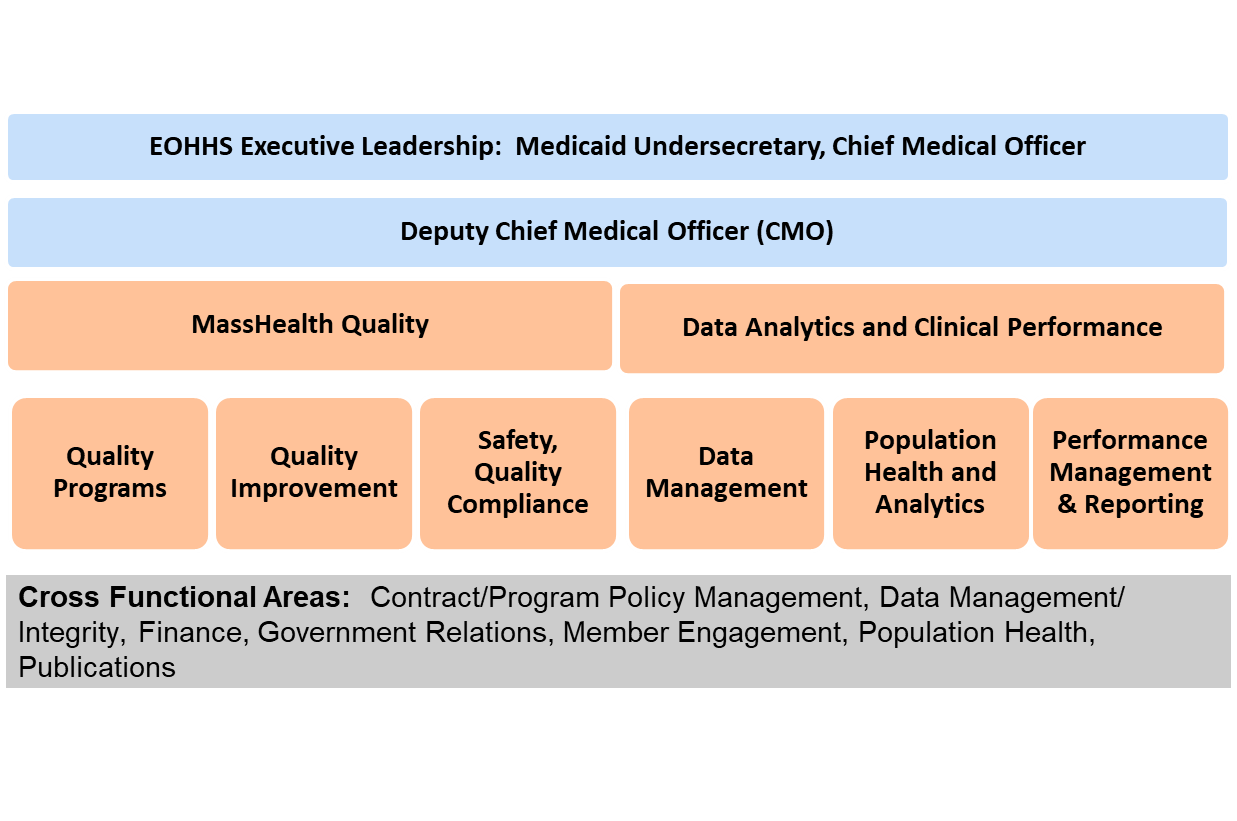 EOHHS Executive Leadership:  Medicaid Undersecretary, Chief Medical Officer
Deputy Chief Medical Officer (CMO)
MassHealth Quality
Data Analytics and Clinical Performance
Quality
Programs
Quality
Improvement
Safety,
Quality
Compliance
Data
Management
Population
Health and
Analytics
Performance
Management
& Reporting
Cross Functional Areas:  Contract/Program Policy Management, Data Management/
Integrity, Finance, Government Relations, Member Engagement, Population Health,
Publications